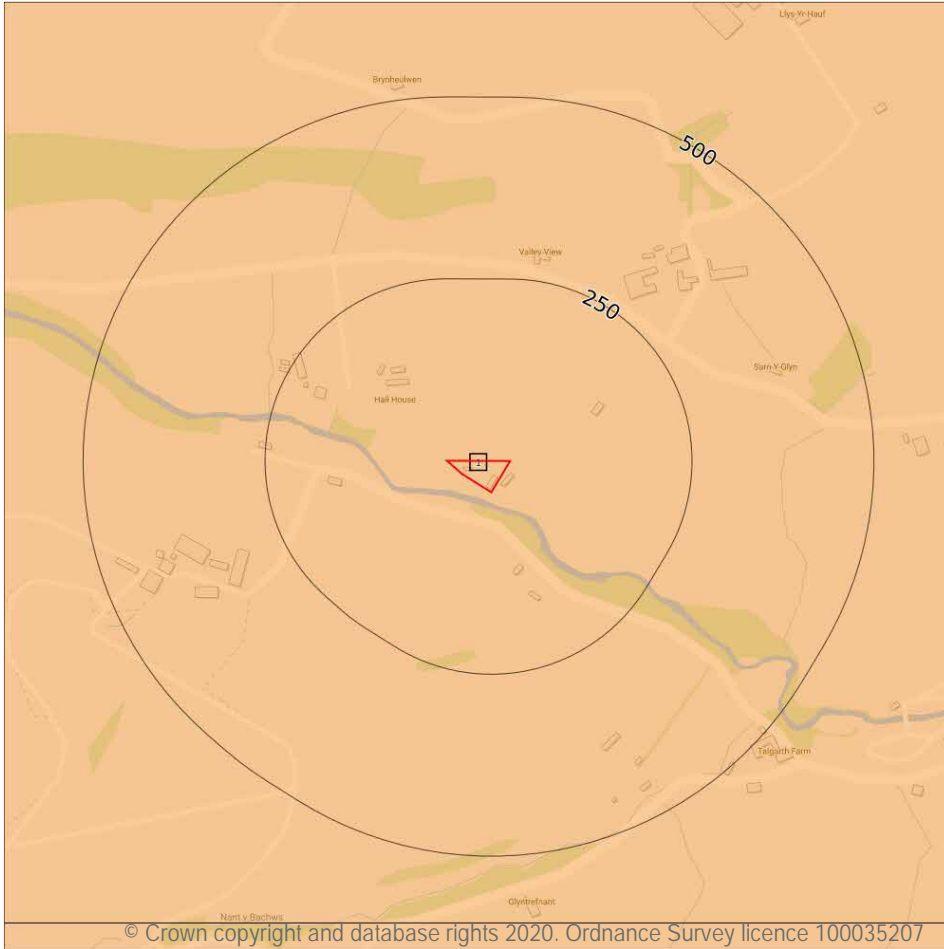 Llys-Yr-Hauf
Brynheulwen
500
Valley View
250
Sarn-Y-Glyn
Hall House
1
Talgarth Farm
Glyntrefnant
Nant y Bachws
© Crown copyright and database rights 2020. Ordnance Survey licence 100035207